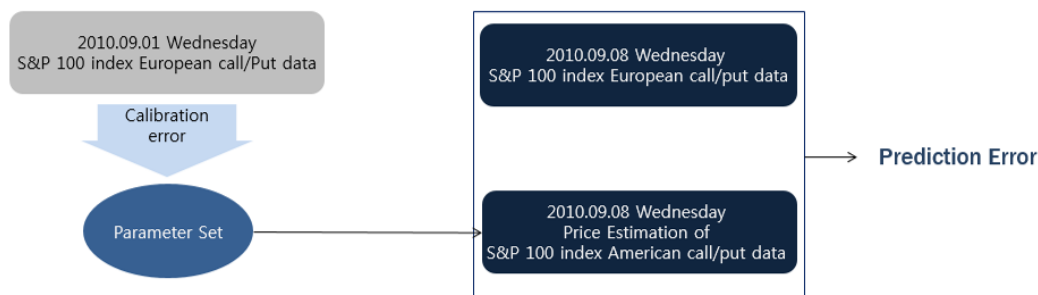 2010.09.01 Wednesday
S&P 100 index European call/Put data
Calibration
error
Parameter Set
2010.09.08 Wednesday
S&P 100 index European call/put data
2010.09.08 Wednesday
Price Estimation of
S&P 100 index American call/put data
Prediction Error